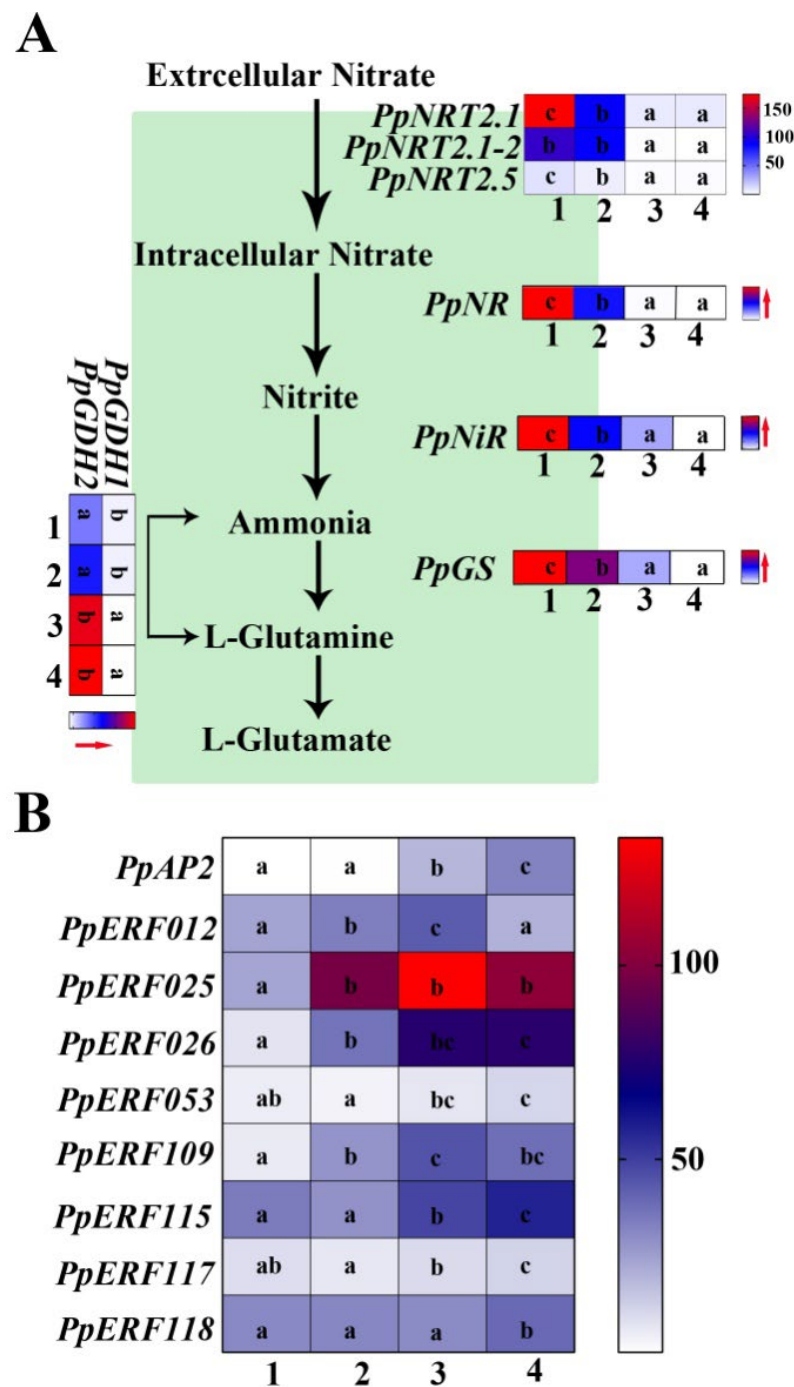 A
Extrcellular Nitrate
PpNRT2.1 c b a a
PpNRT2.1-2 b b a a
PpNRT2.5 c b a a
1 2 3 4
150
100
50
Intracellular Nitrate
PpNR c b a a
1 2 3 4
Nitrite
PpNiR c b a a
1 2 3 4
PpGDH2 PpGDH1
1 a b
2 a b
3 b a
4 b a
Ammonia
PpGS c b a a
1 2 3 4
L-Glutamine
L-Glutamate
B
PpAP2 a a b c
PpERF012 a b c a
PpERF025 a b b b
PpERF026 a b bc c
PpERF053 ab a bc c
PpERF109 a b c bc
PpERF115 a a b c
PpERF117 ab a b c
PpERF118 a a a b
1 2 3 4
100
50